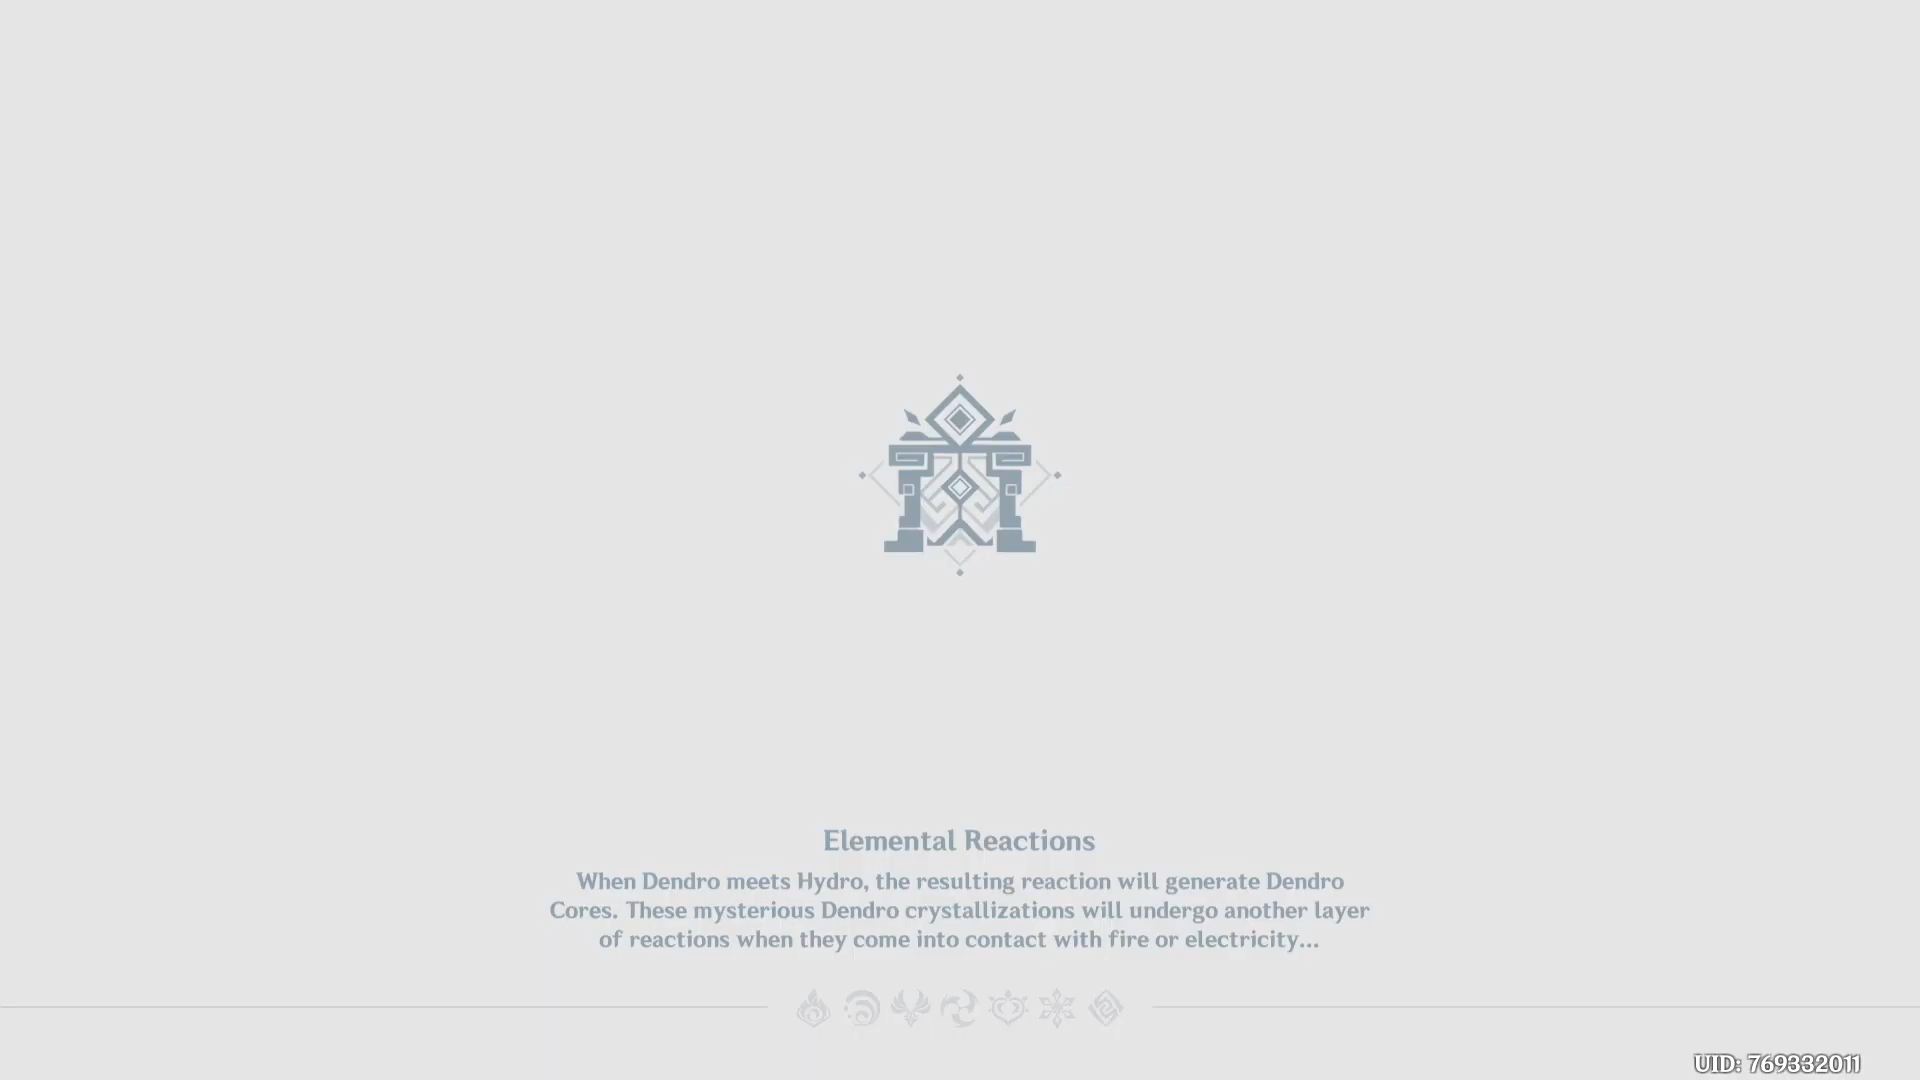 Elemental Reactions
When Dendro meets Hydro, the resulting reaction will generate Dendro
Cores. These mysterious Dendro crystallizations will undergo another layer
of reactions when they come into contact with fire or electricity...
UID: 769332011